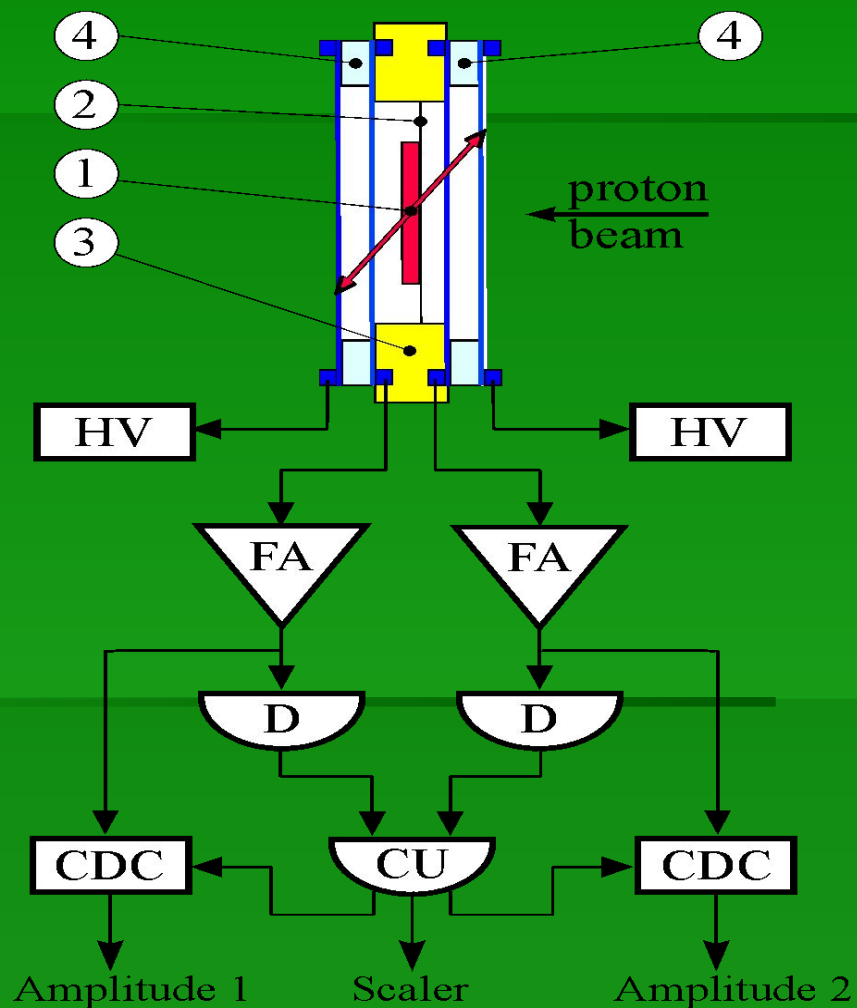 4
4
2
1
proton
beam
3
HV
HV
FA
FA
D
D
CDC
CU
CDC
Amplitude 1
Scaler
Amplitude 2